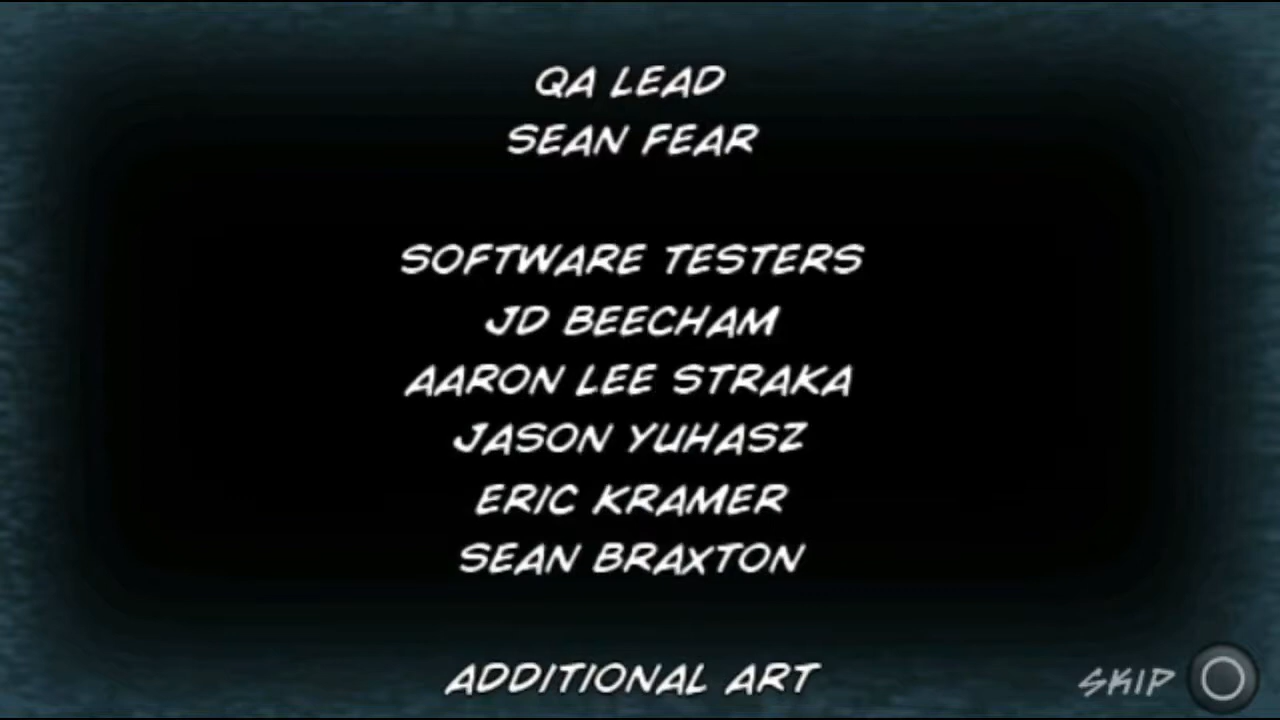 QA LEAD
SEAN FEAR
SOFTWARE TESTERS
JD BEECHAM
AARON LEE STRAKA
JASON YUHASZ
ERIC KRAMER
SEAN BRAXTON
ADDITIONAL ART
SKIP